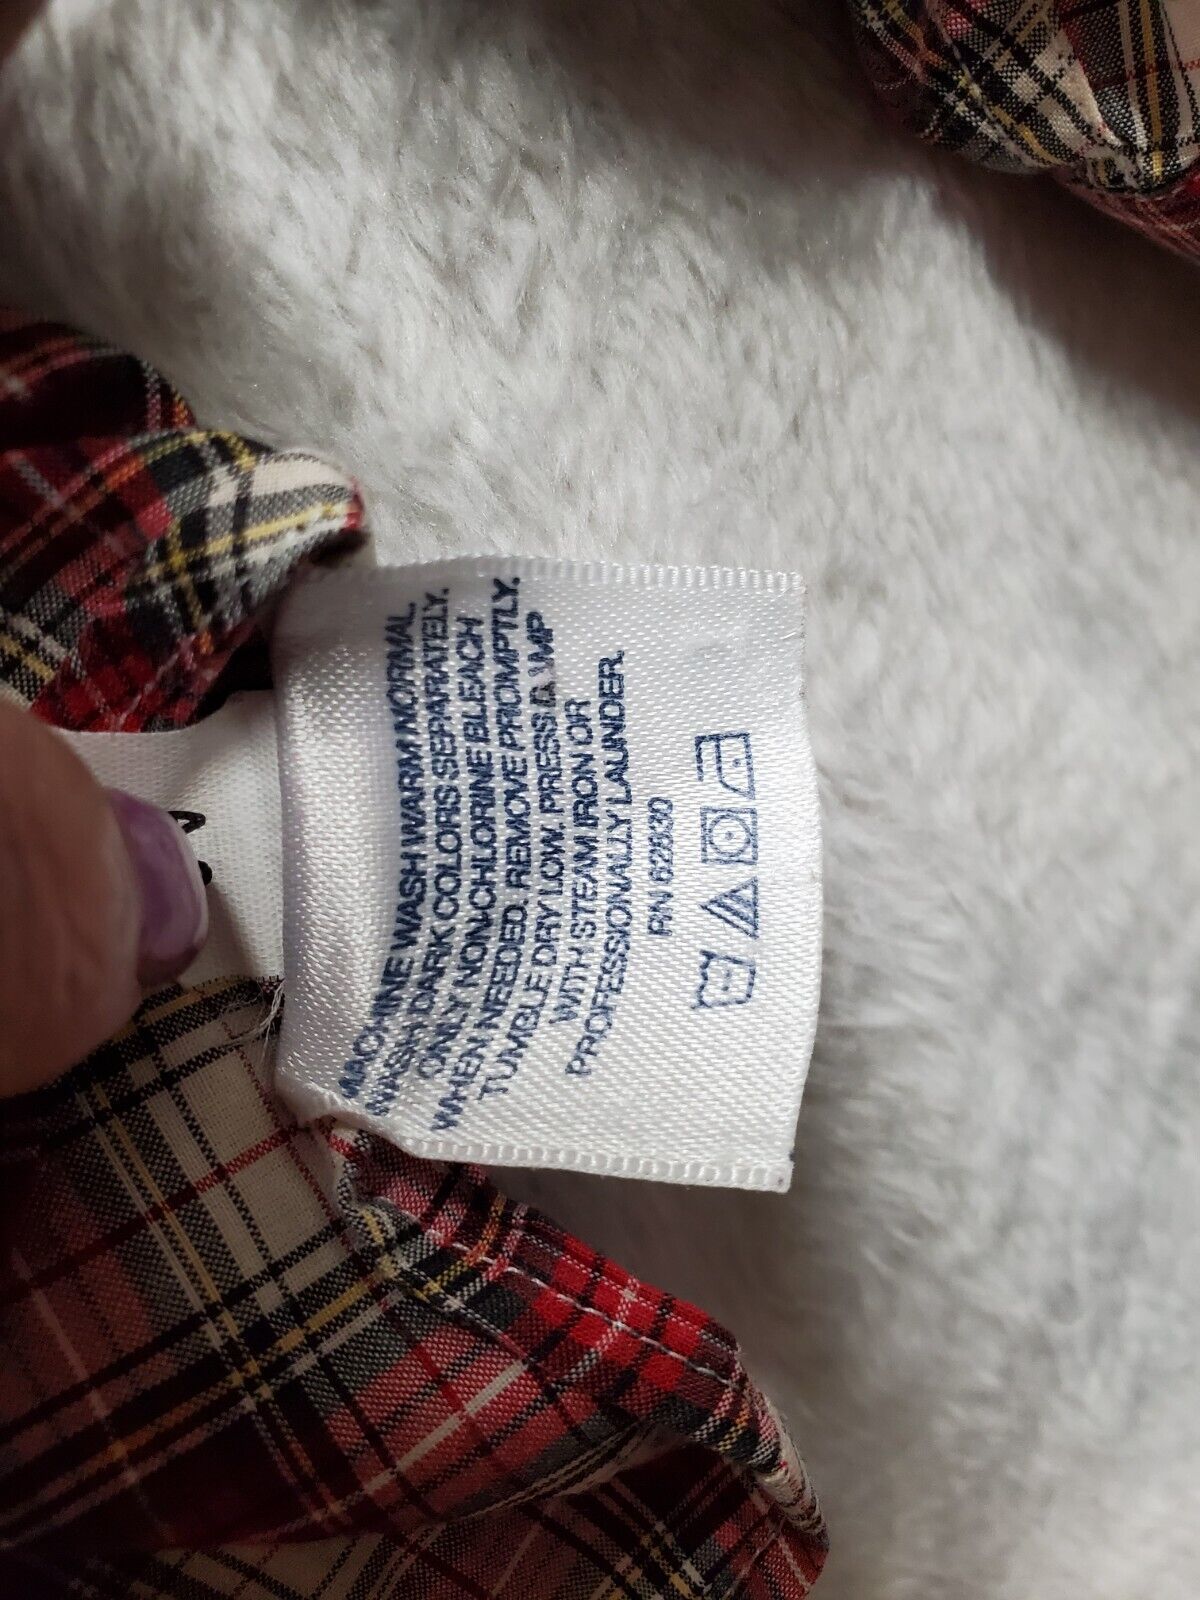 MACHINE WASH WARM NORMAL.
WASH DARK COLORS SEPARATELY.
ONLY NON-CHLORINE BLEACH
WHEN NEEDED. REMOVE PROMPTLY.
TUMBLE DRY LOW. PRESS DAMP
WITH STEAM IRON OR
PROFESSIONALLY LAUNDER.
RN 62830